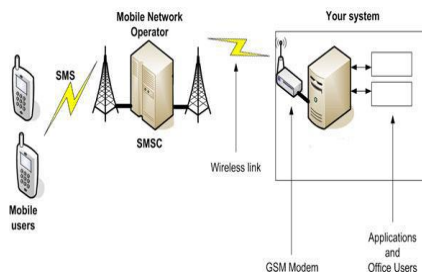 Mobile Network
Operator
Your system
SMS
SMSC
Wireless link
Mobile
users
GSM Modem
Applications
and
Office Users